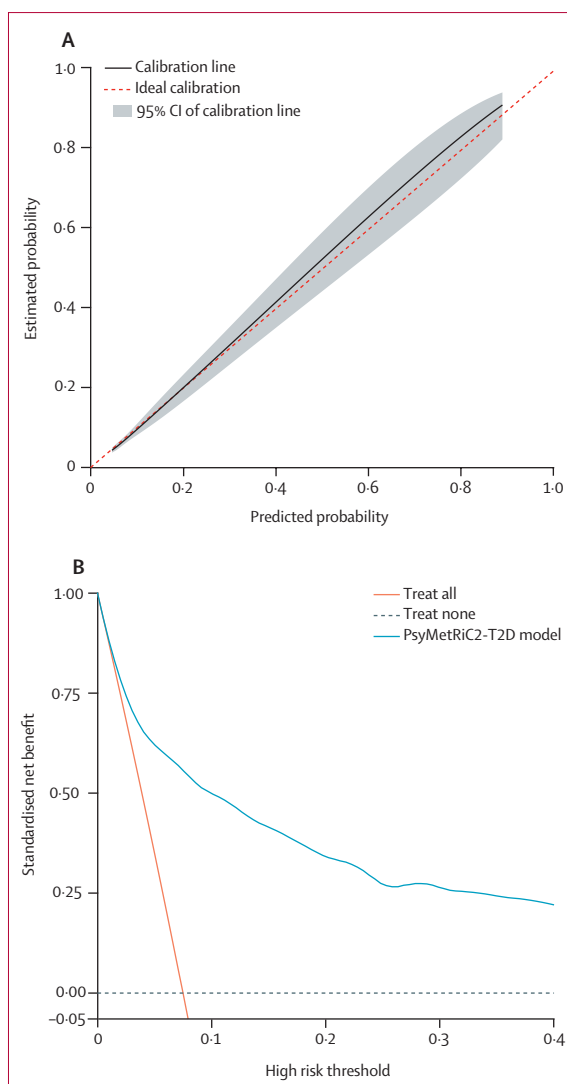 A
Calibration line
Ideal calibration
95% CI of calibration line
1·0
0·8
0·6
0·4
0·2
0
Estimated probability
0 0·2 0·4 0·6 0·8 1·0
Predicted probability
B
Treat all
Treat none
PsyMetRiC2-T2D model
1·00
0·75
0·50
0·25
0·00
−0·05
Standardised net benefit
0 0·1 0·2 0·3 0·4
High risk threshold